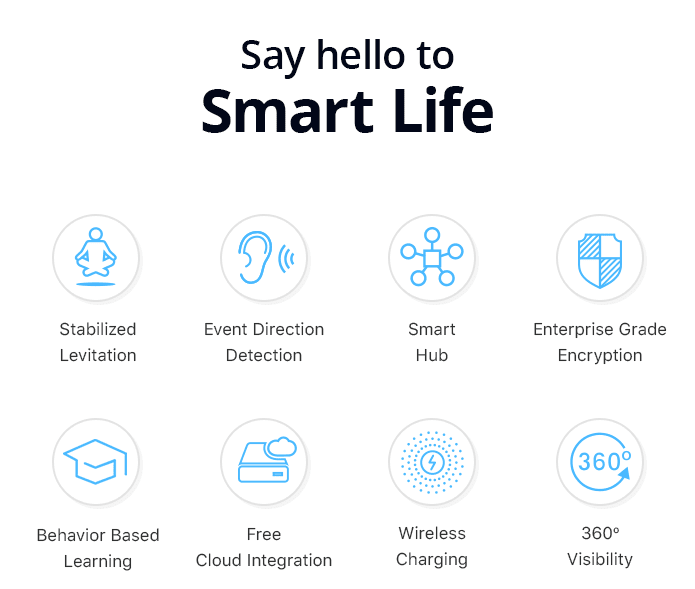 Say hello to
Smart Life
Stabilized
Levitation
Event Direction
Detection
Smart
Hub
Enterprise Grade
Encryption
360º
Behavior Based
Learning
Free
Cloud Integration
Wireless
Charging
360º
Visibility